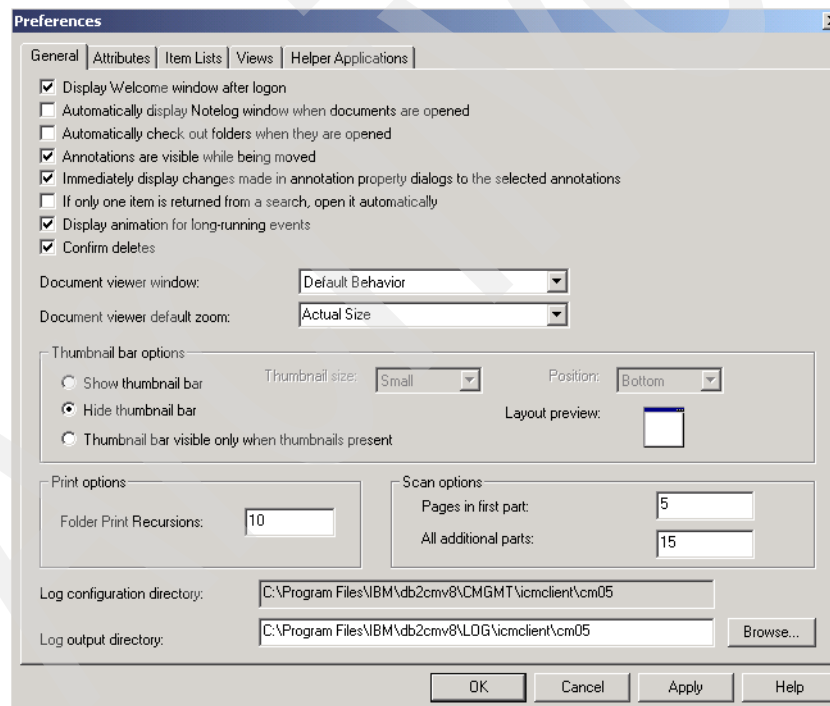 Preferences
General Attributes Item Lists Views Helper Applications
Display Welcome window after logon
Automatically display Notelog window when documents are opened
Automatically check out folders when they are opened
Annotations are visible while being moved
Immediately display changes made in annotation property dialogs to the selected annotations
If only one item is returned from a search, open it automatically
Display animation for long-running events
Confirm deletes
Document viewer window: Default Behavior
Document viewer default zoom: Actual Size
Thumbnail bar options
Show thumbnail bar Thumbnail size: Small Position: Bottom
Hide thumbnail bar Layout preview:
Thumbnail bar visible only when thumbnails present
Print options
Folder Print Recursions: 10
Scan options
Pages in first part: 5
All additional parts: 15
Log configuration directory: C:\Program Files\IBM\db2cmv8\CMGMT\icmclient\cm05
Log output directory: C:\Program Files\IBM\db2cmv8\LOG\icmclient\cm05 Browse...
OK Cancel Apply Help